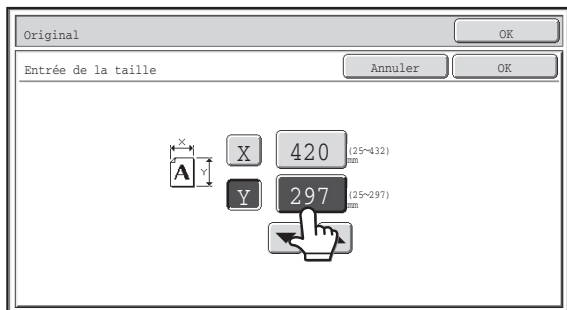 Original
OK
Entrée de la taille
Annuler
OK
X
A
Y
X
420
(25~432)
mm
Y
297
(25~297)
mm